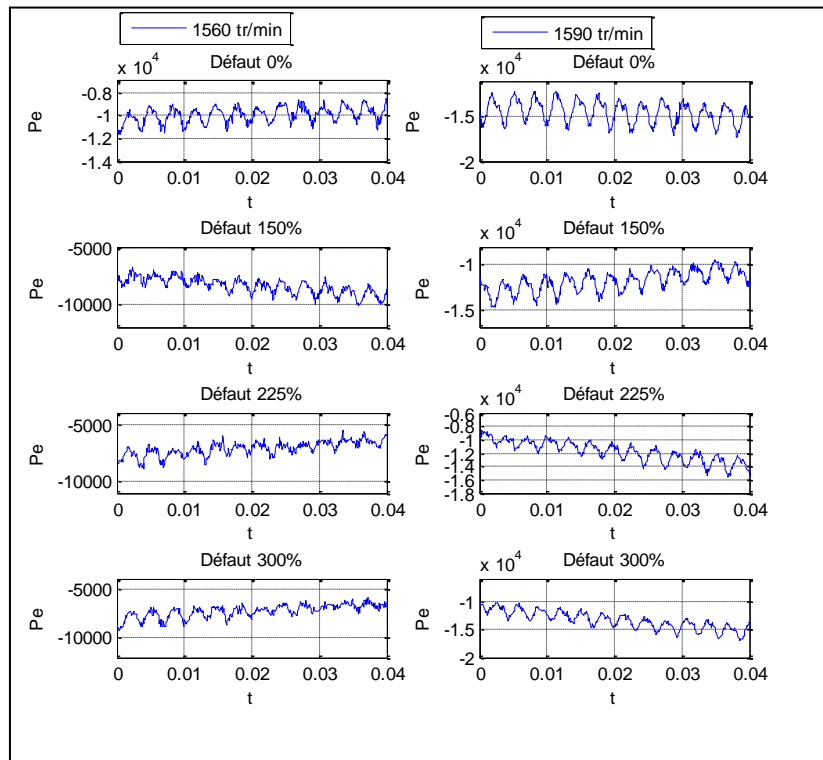 1560 tr/min
x 10^4
Défaut 0%
Pe
-0.8
-1
-1.2
-1.4
0 0.01 0.02 0.03 0.04
t
1590 tr/min
x 10^4
Défaut 0%
Pe
-1.5
-2
0 0.01 0.02 0.03 0.04
t
Défaut 150%
Pe
-5000
-10000
0 0.01 0.02 0.03 0.04
t
x 10^4
Défaut 150%
Pe
-1
-1.5
0 0.01 0.02 0.03 0.04
t
Défaut 225%
Pe
-5000
-10000
0 0.01 0.02 0.03 0.04
t
x 10^4
Défaut 225%
Pe
-0.6
-0.8
-1
-1.2
-1.4
-1.6
-1.8
0 0.01 0.02 0.03 0.04
t
Défaut 300%
Pe
-5000
-10000
0 0.01 0.02 0.03 0.04
t
x 10^4
Défaut 300%
Pe
-1
-1.5
-2
0 0.01 0.02 0.03 0.04
t